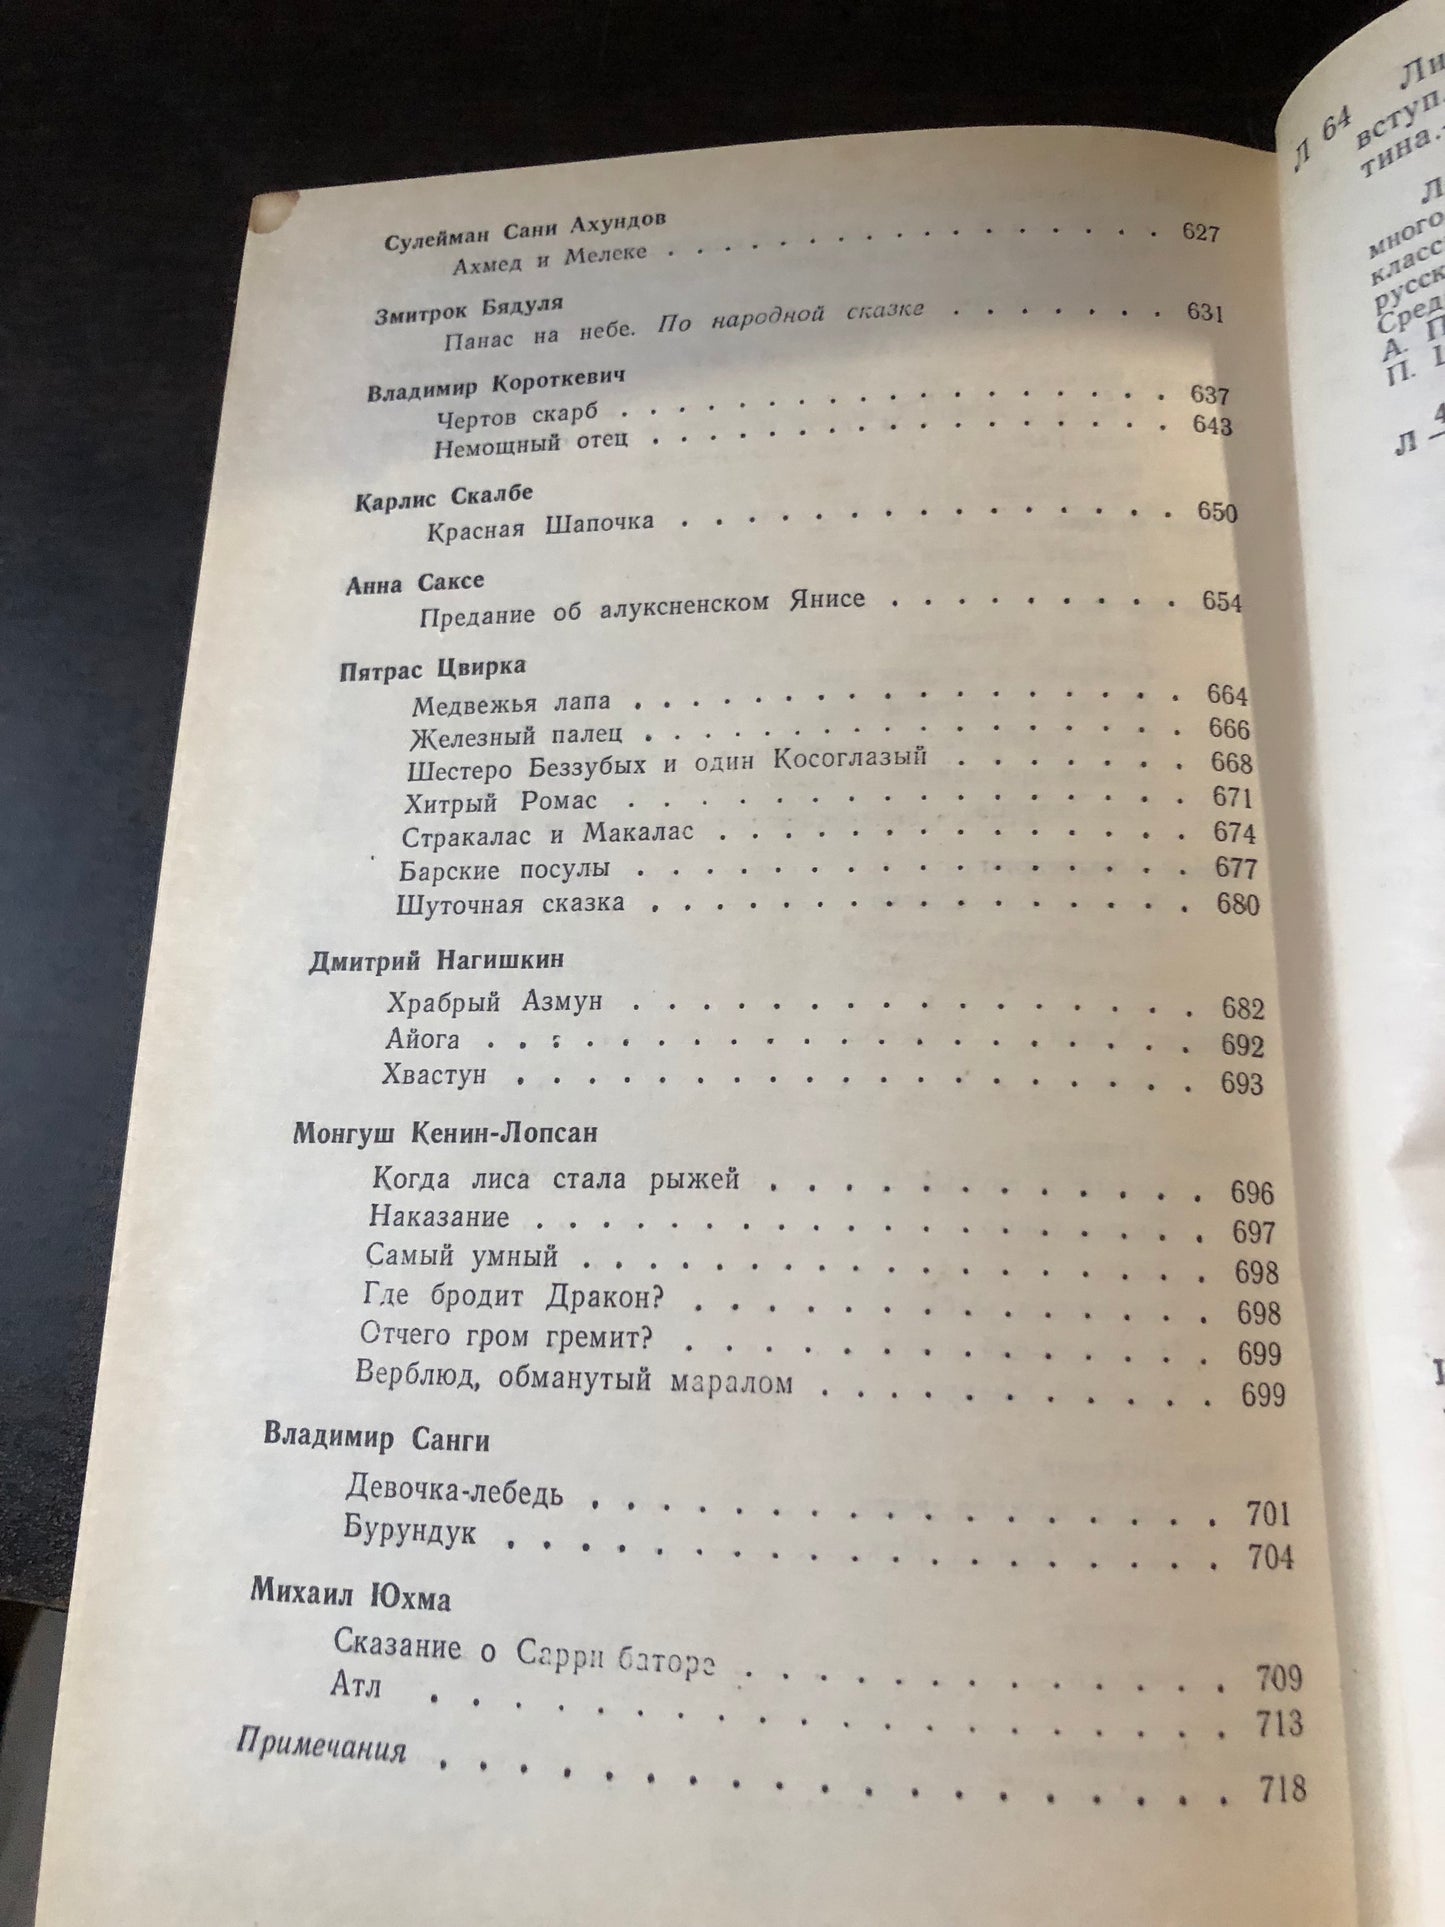 Сулейман Сани Ахундов
Ахмед и Мелеке . . . . . . . . . . . . . . . . . . 627
Змитрок Бядуля
Панас на небе. По народной сказке . . . . . . . . 631
Владимир Короткевич
Чертов скарб . . . . . . . . . . . . . . . . . . . . 637
Немощный отец . . . . . . . . . . . . . . . . . . . 643
Карлис Скалбе
Красная Шапочка . . . . . . . . . . . . . . . . . . 650
Анна Саксе
Предание об алуксненском Янисе . . . . . . . . . 654
Пятрас Цвирка
Медвежья лапа . . . . . . . . . . . . . . . . . . . . 664
Железный палец . . . . . . . . . . . . . . . . . . . 666
Шестеро Беззубых и один Косоглазый . . . . . . . 668
Хитрый Ромас . . . . . . . . . . . . . . . . . . . . 671
Стракалас и Макалас . . . . . . . . . . . . . . . . 674
Барские посулы . . . . . . . . . . . . . . . . . . . 677
Шуточная сказка . . . . . . . . . . . . . . . . . . 680
Дмитрий Нагишкин
Храбрый Азмун . . . . . . . . . . . . . . . . . 682
Айога . . . . . . . . . . . . . . . . . . . . . 692
Хвастун . . . . . . . . . . . . . . . . . . . . 693
Монгуш Кенин-Лопсан
Когда лиса стала рыжей . . . . . . . . . . . . 696
Наказание . . . . . . . . . . . . . . . . . . . 697
Самый умный . . . . . . . . . . . . . . . . . 698
Где бродит Дракон? . . . . . . . . . . . . . . 698
Отчего гром гремит? . . . . . . . . . . . . . . 699
Верблюд, обманутый маралом . . . . . . . . . . . 699
Владимир Санги
Девочка-лебедь . . . . . . . . . . . . . . . . . 701
Бурундук . . . . . . . . . . . . . . . . . . . . 704
Михаил Юхма
Сказание о Сарри баторе . . . . . . . . . . . . . 709
Атл . . . . . . . . . . . . . . . . . . . . 713
Примечания . . . . . . . . . . . . . . . . . . . . 718
Л 64
вступ.
тина.
много
класс
русск
Сред
А.
П.
Л